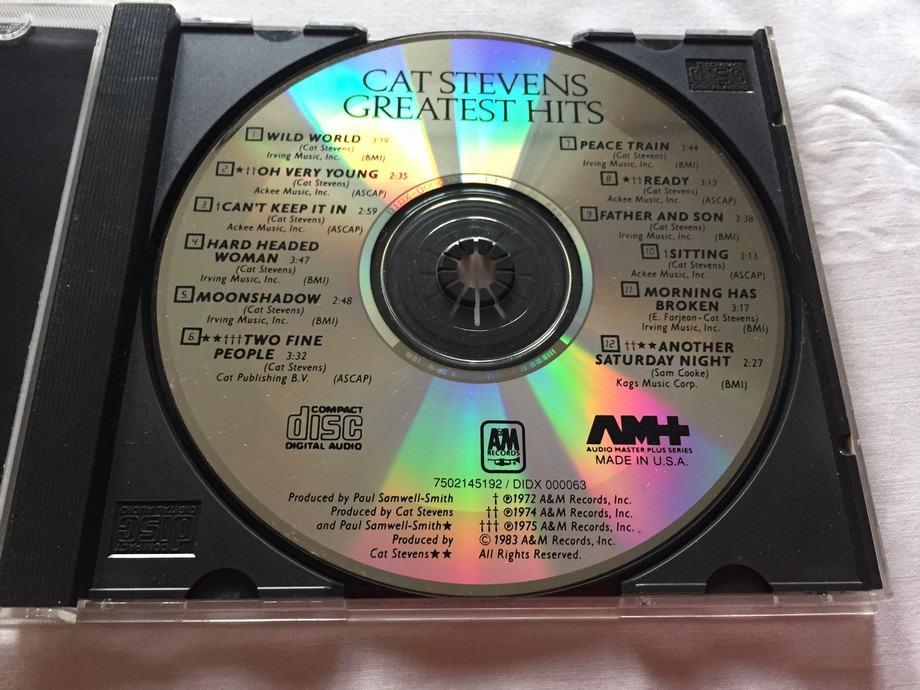 CAT STEVENS
GREATEST HITS
1 WILD WORLD 3:19
(Cat Stevens)
Irving Music, Inc. (BMI)
2 ★††OH VERY YOUNG 2:35
(Cat Stevens)
Ackee Music, Inc. (ASCAP)
3 †CAN'T KEEP IT IN 2:59
(Cat Stevens)
Ackee Music, Inc. (ASCAP)
4 HARD HEADED
WOMAN 3:47
(Cat Stevens)
Irving Music, Inc. (BMI)
5 MOONSHADOW 2:48
(Cat Stevens)
Irving Music, Inc. (BMI)
6 ★★†††TWO FINE
PEOPLE 3:32
(Cat Stevens)
Cat Publishing B.V. (ASCAP)
7 PEACE TRAIN 3:44
(Cat Stevens)
Irving Music, Inc. (BMI)
8 ★††READY 3:13
(Cat Stevens)
Ackee Music, Inc. (ASCAP)
9 FATHER AND SON 3:38
(Cat Stevens)
Irving Music, Inc. (BMI)
10 †SITTING 3:13
(Cat Stevens)
Ackee Music, Inc. (ASCAP)
11 MORNING HAS
BROKEN 3:17
(E. Farjeon-Cat Stevens)
Irving Music, Inc. (BMI)
12 ††★★ANOTHER
SATURDAY NIGHT 2:27
(Sam Cooke)
Kags Music Corp. (BMI)
COMPACT
disc
DIGITAL AUDIO
A&M
RECORDS
AM+
AUDIO MASTER PLUS SERIES
MADE IN U.S.A.
7502145192 / DIDX 000063
Produced by Paul Samwell-Smith
Produced by Cat Stevens
and Paul Samwell-Smith★
Produced by
Cat Stevens★★
† ℗1972 A&M Records, Inc.
†† ℗1974 A&M Records, Inc.
††† ℗1975 A&M Records, Inc.
© 1983 A&M Records, Inc.
All Rights Reserved.
COMPACT
disc
DIGITAL AUDIO
COMPACT
disc
DIGITAL AUDIO